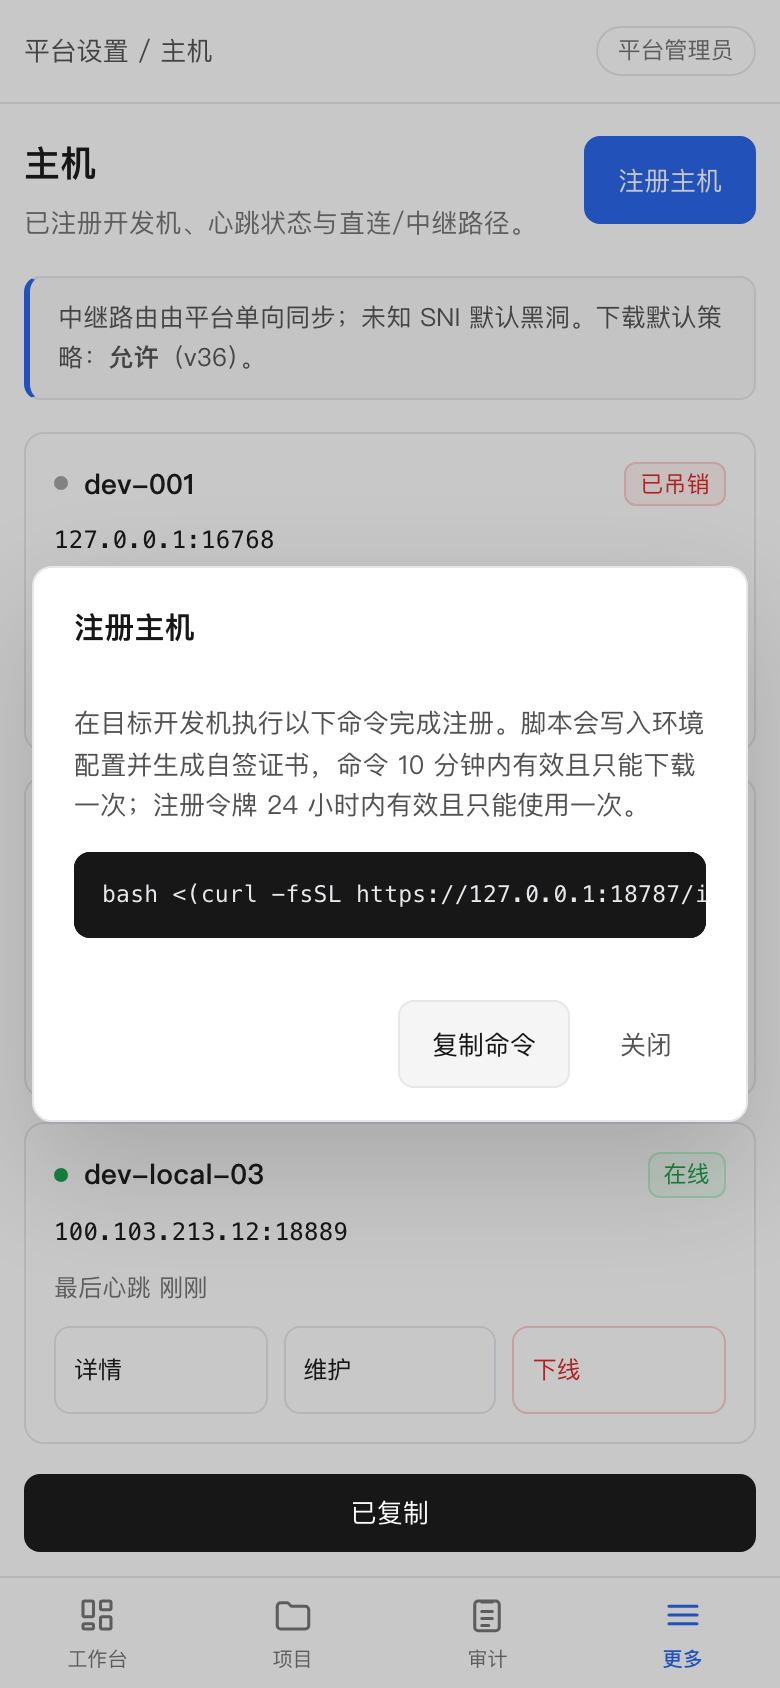 平台设置 / 主机
平台管理员
主机
注册主机
已注册开发机、心跳状态与直连/中继路径。
中继路由由平台单向同步；未知 SNI 默认黑洞。下载默认策
略：允许（v36）。
dev-001
已吊销
127.0.0.1:16768
注册主机
在目标开发机执行以下命令完成注册。脚本会写入环境
配置并生成自签证书，命令 10 分钟内有效且只能下载
一次；注册令牌 24 小时内有效且只能使用一次。
bash <(curl -fsSL https://127.0.0.1:18787/i
复制命令
关闭
dev-local-03
在线
100.103.213.12:18889
最后心跳 刚刚
详情
维护
下线
已复制
工作台
项目
审计
更多